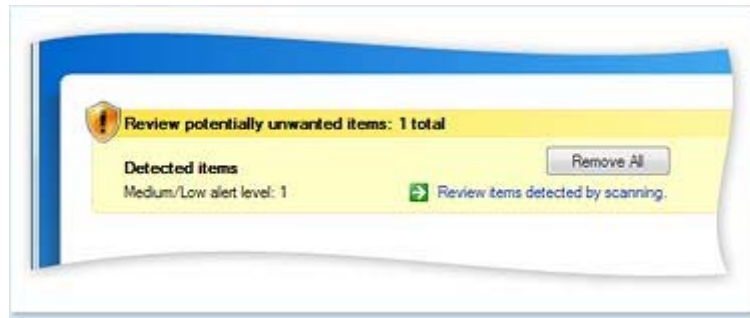 Review potentially unwanted items: 1 total
Detected items
Remove All
Medium/Low alert level: 1
Review items detected by scanning.